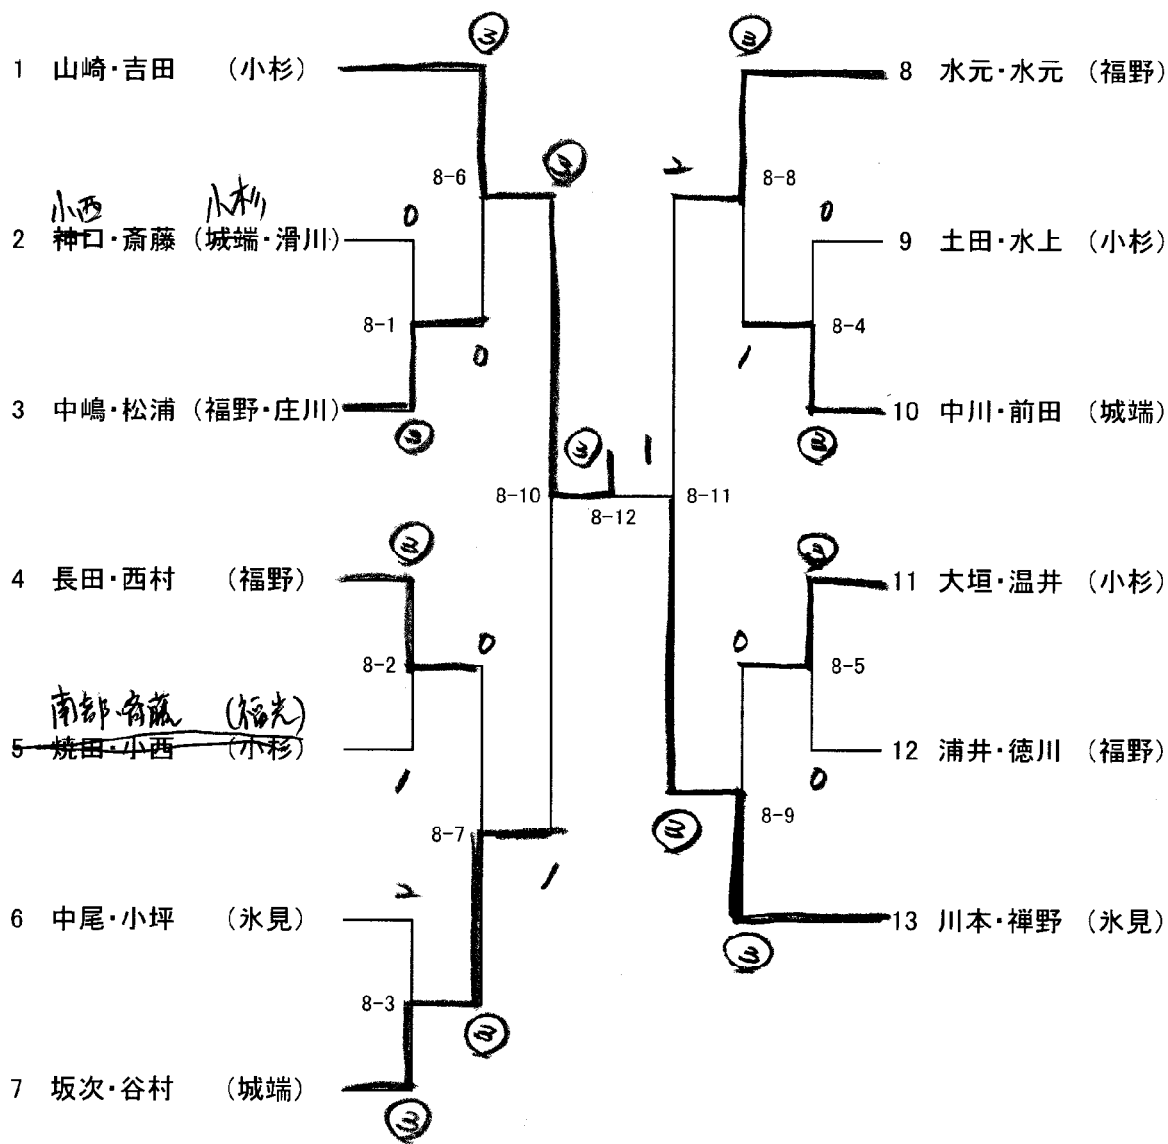 1 山崎・吉田 (小杉)
小西 小杉
2 神口・斎藤 (城端・滑川)
3 中嶋・松浦 (福野・庄川)
4 長田・西村 (福野)
南部・斉藤 (福光)
5 焼田・小西 (小杉)
6 中尾・小坪 (氷見)
7 坂次・谷村 (城端)
③
8-6
0
8-1
0
③
③
8-10
③
8-12
1
③
8-2
0
1
8-7
1
2
8-3
③
③
③
2
8-8
0
8-4
1
③
8-11
③
0
8-5
0
8-9
③
③
8 水元・水元 (福野)
9 土田・水上 (小杉)
10 中川・前田 (城端)
11 大垣・温井 (小杉)
12 浦井・徳川 (福野)
13 川本・禅野 (氷見)